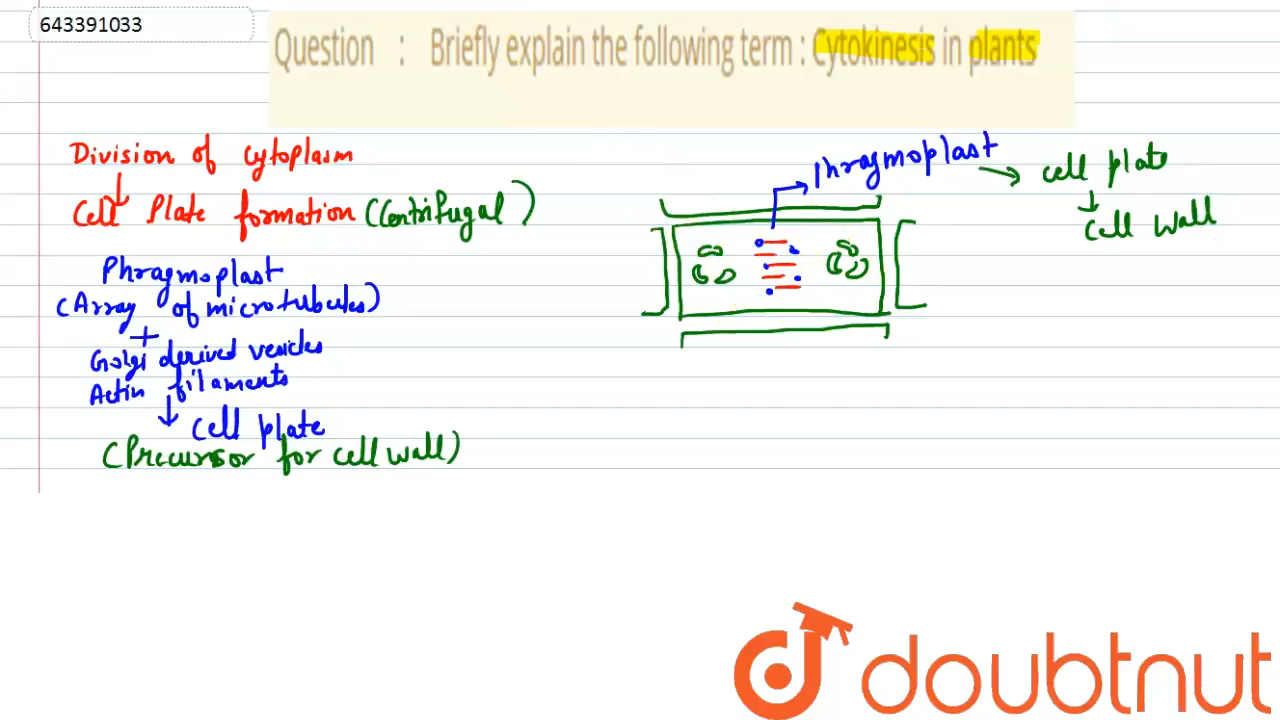 643391033
Question : Briefly explain the following term : Cytokinesis in plants
Division of cytoplasm
Cell Plate formation (Centrifugal)
Phragmoplast
(Array of microtubules)
+
Golgi derived vesicles
Actin filaments
Cell plate
(Precursor for cell wall)
Phragmoplast
cell plate
cell wall
doubtnut